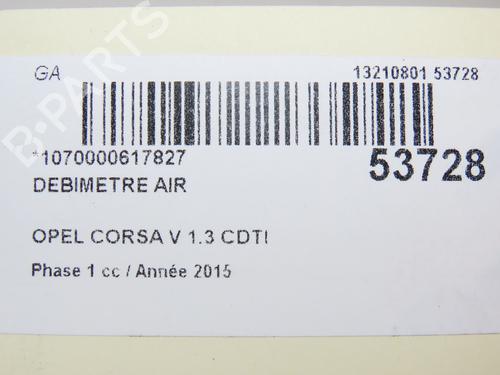 B-PARTS
GA
13210801 53728
*1070000617827
53728
DEBIMETRE AIR
OPEL CORSA V 1.3 CDTI
Phase 1 cc / Année 2015